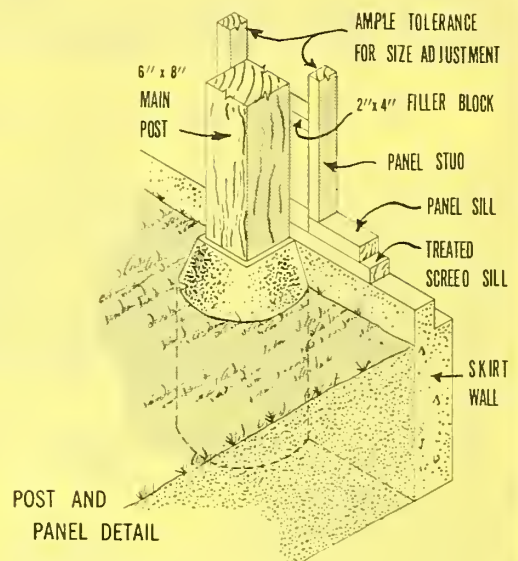 AMPLE TOLERANCE
FOR SIZE ADJUSTMENT
6" x 8"
MAIN
POST
2"x 4" FILLER BLOCK
PANEL STUO
PANEL SILL
TREATED
SCREEO SILL
SKIRT
WALL
POST AND
PANEL DETAIL